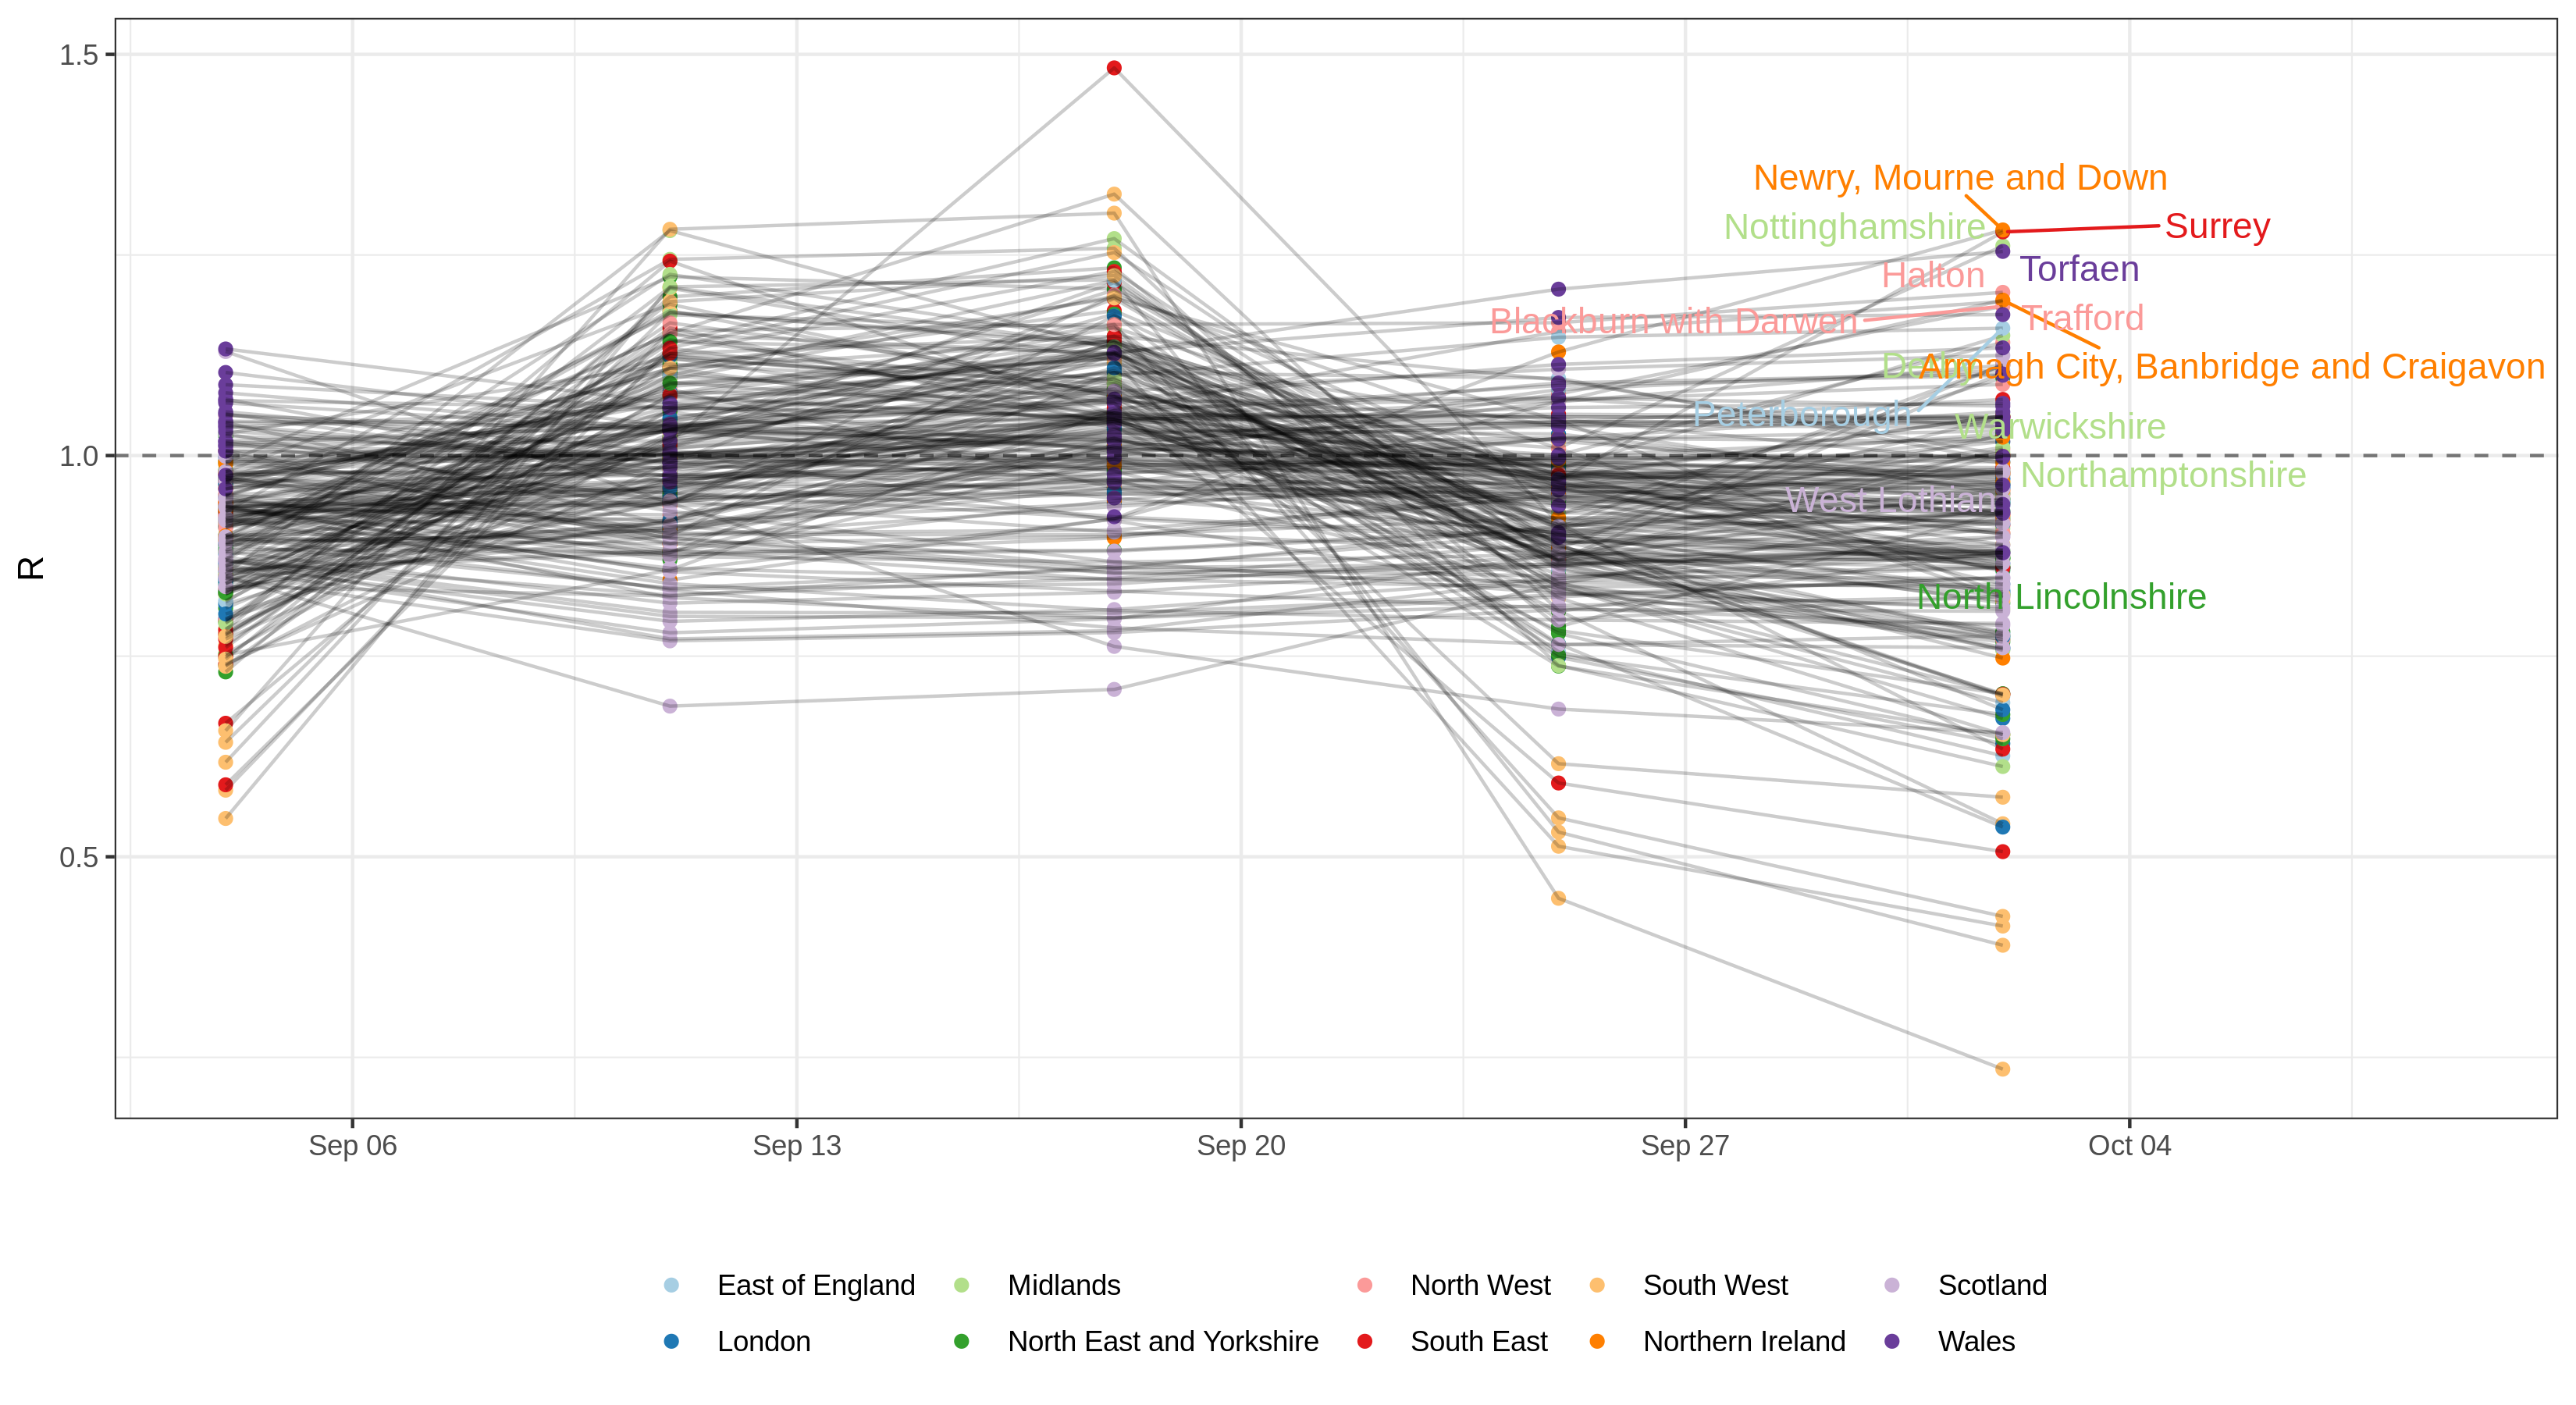 1.5
Newry, Mourne and Down
Nottinghamshire
Surrey
Torfaen
Halton
Blackburn with Darwen
Trafford
Armagh City, Banbridge and Craigavon
Peterborough
Warwickshire
1.0
Northamptonshire
West Lothian
R
North Lincolnshire
0.5
Sep 06 Sep 13 Sep 20 Sep 27 Oct 04
East of England Midlands North West South West Scotland
London North East and Yorkshire South East Northern Ireland Wales